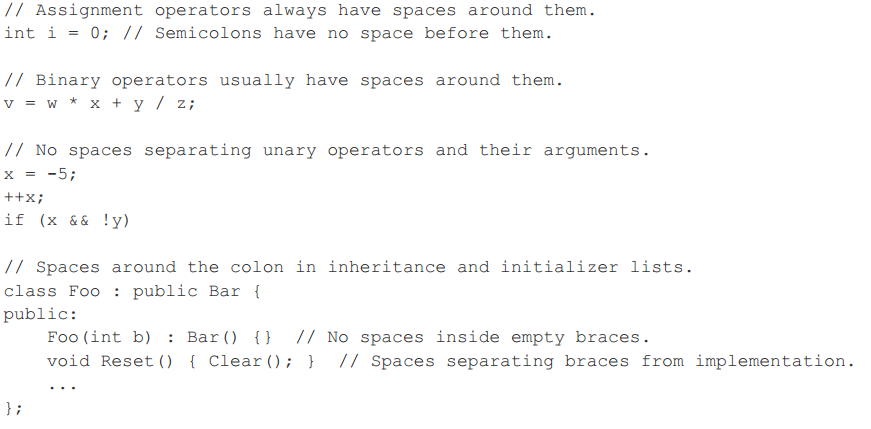 // Assignment operators always have spaces around them.
int i = 0; // Semicolons have no space before them.

// Binary operators usually have spaces around them.
v = w * x + y / z;

// No spaces separating unary operators and their arguments.
x = -5;
++x;
if (x && !y)

// Spaces around the colon in inheritance and initializer lists.
class Foo : public Bar {
public:
    Foo(int b) : Bar() {}  // No spaces inside empty braces.
    void Reset() { Clear(); }  // Spaces separating braces from implementation.
    ...
};